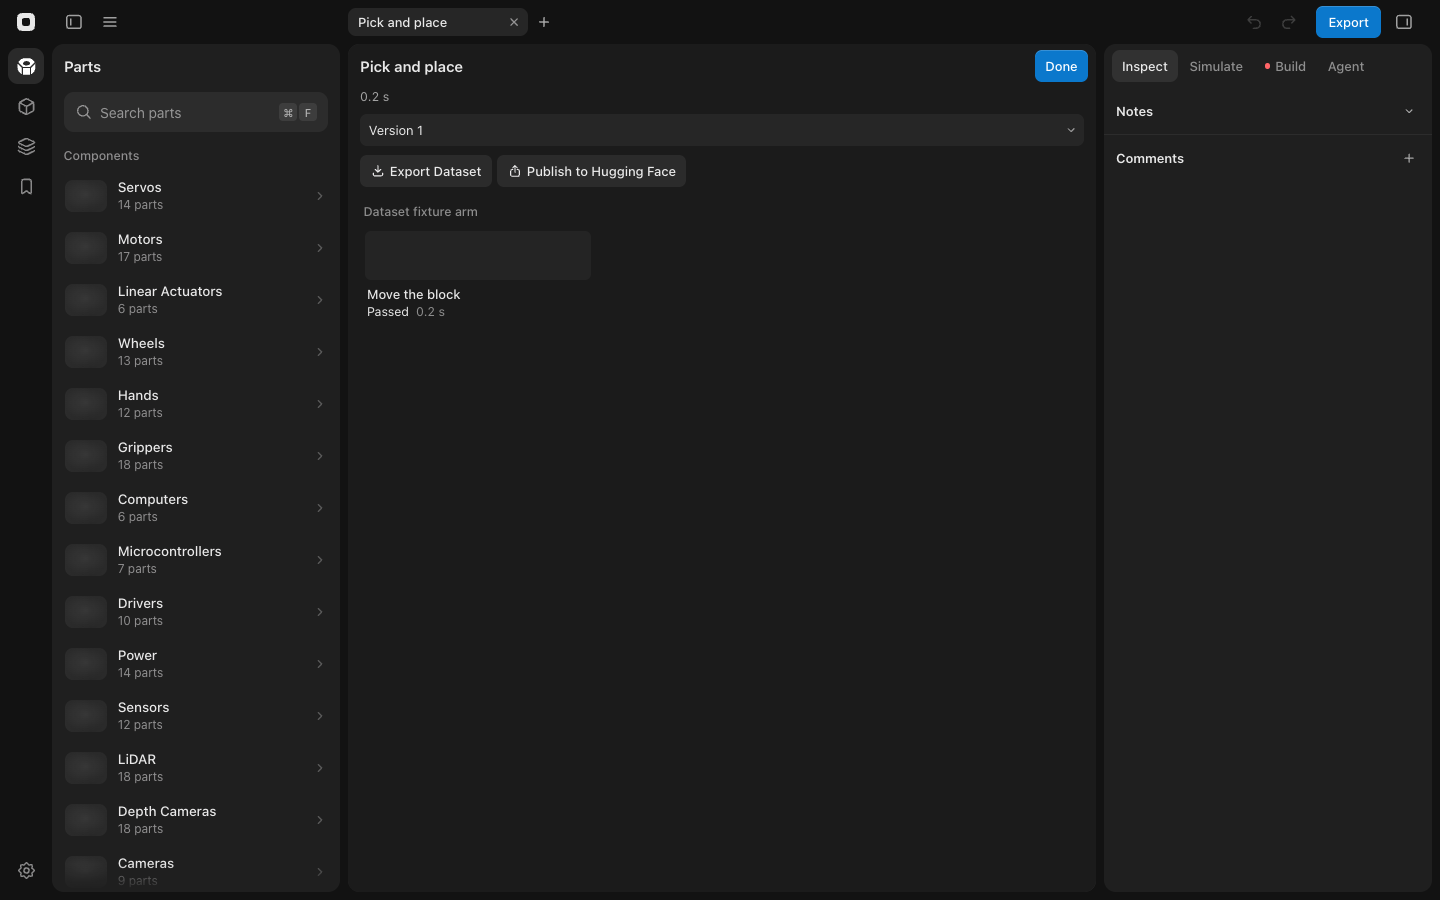 Pick and place
Export
Parts
Search parts
⌘ F
Components
Servos
14 parts
Motors
17 parts
Linear Actuators
6 parts
Wheels
13 parts
Hands
12 parts
Grippers
18 parts
Computers
6 parts
Microcontrollers
7 parts
Drivers
10 parts
Power
14 parts
Sensors
12 parts
LiDAR
18 parts
Depth Cameras
18 parts
Cameras
9 parts
Pick and place
Done
0.2 s
Version 1
Export Dataset
Publish to Hugging Face
Dataset fixture arm
Move the block
Passed 0.2 s
Inspect
Simulate
Build
Agent
Notes
Comments